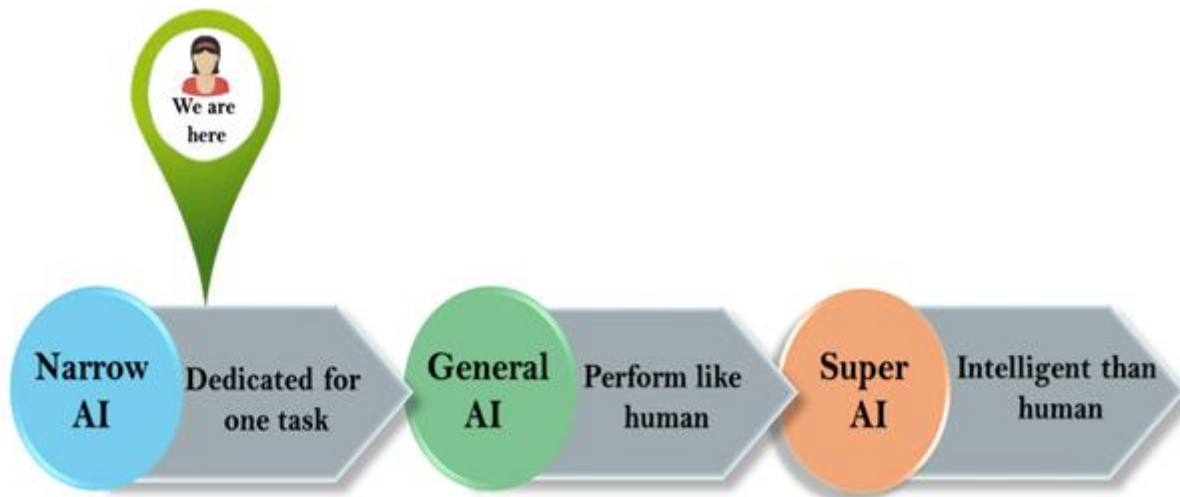 We are
here
Narrow
AI
Dedicated for
one task
General
AI
Perform like
human
Super
AI
Intelligent than
human